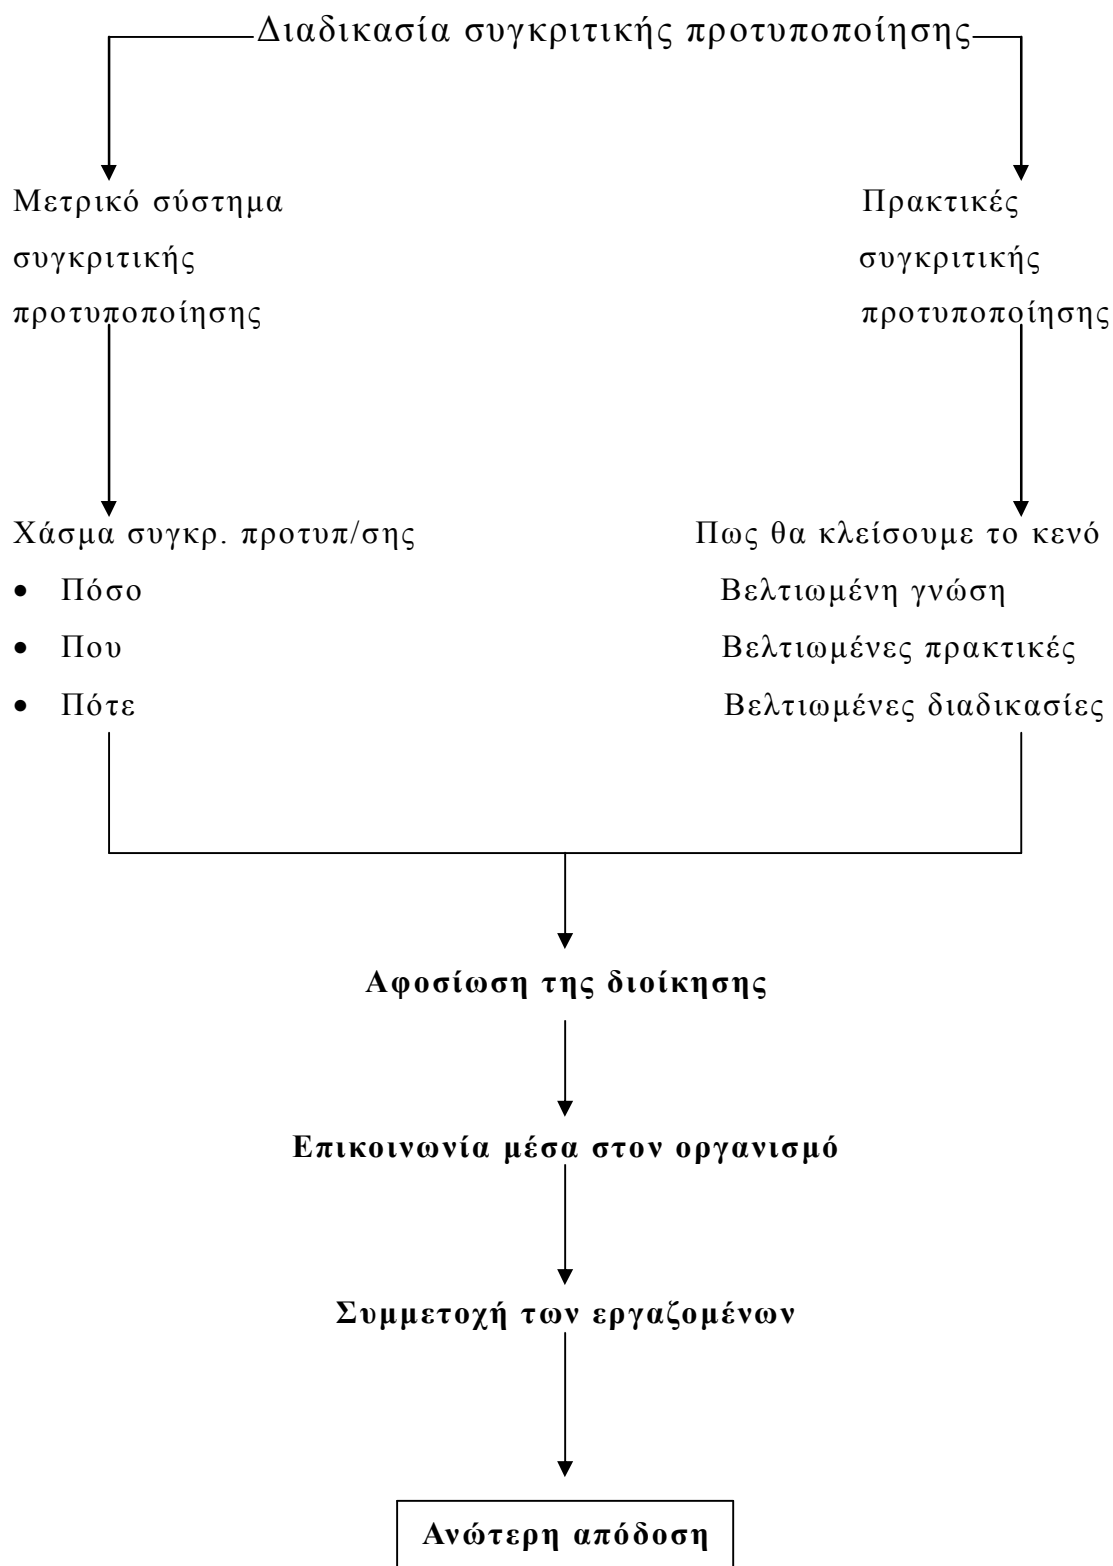 Διαδικασία συγκριτικής προτυποποίησης
Μετρικό σύστημα
συγκριτικής
προτυποποίησης
Πρακτικές
συγκριτικής
προτυποποίησης
Χάσμα συγκρ. προτυπ/σης
• Πόσο
• Που
• Πότε
Πως θα κλείσουμε το κενό
Βελτιωμένη γνώση
Βελτιωμένες πρακτικές
Βελτιωμένες διαδικασίες
Αφοσίωση της διοίκησης
Επικοινωνία μέσα στον οργανισμό
Συμμετοχή των εργαζομένων
Ανώτερη απόδοση